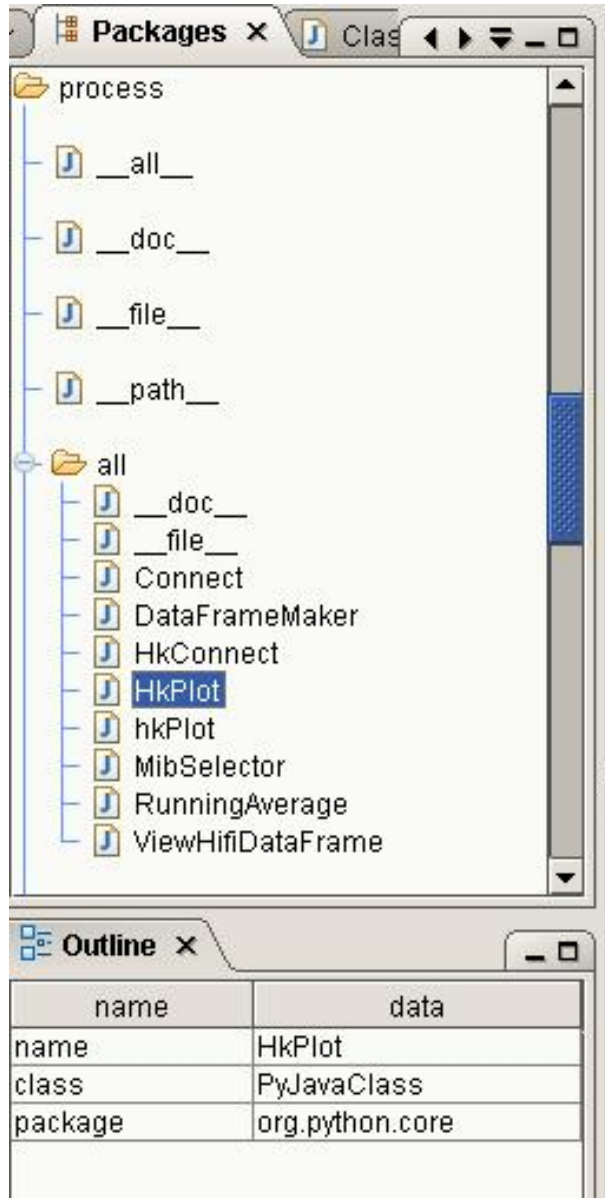 Packages Clas
process
__all__
__doc__
__file__
__path__
all
__doc__
__file__
Connect
DataFrameMaker
HkConnect
HkPlot
hkPlot
MibSelector
RunningAverage
ViewHifiDataFrame
Outline
name data
name HkPlot
class PyJavaClass
package org.python.core